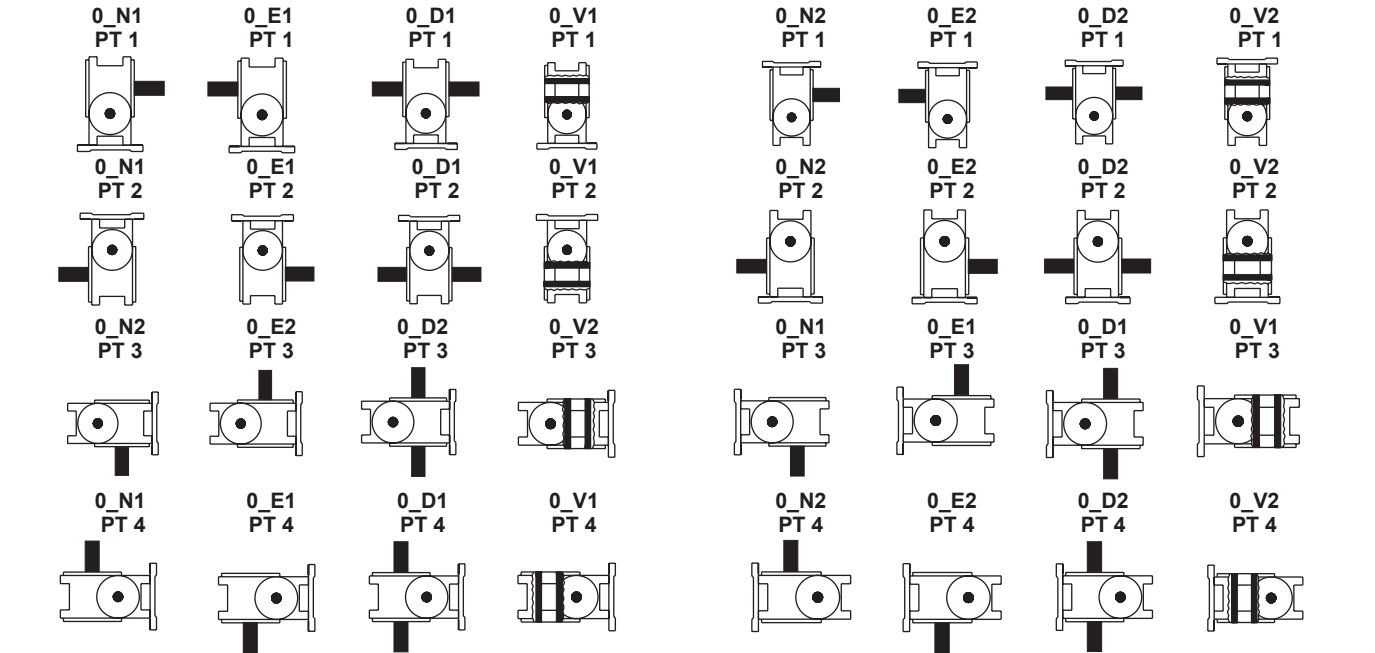 0_N1 0_E1 0_D1 0_V1 0_N2 0_E2 0_D2 0_V2
PT 1 PT 1 PT 1 PT 1 PT 1 PT 1 PT 1 PT 1
0_N1 0_E1 0_D1 0_V1 0_N2 0_E2 0_D2 0_V2
PT 2 PT 2 PT 2 PT 2 PT 2 PT 2 PT 2 PT 2
0_N2 0_E2 0_D2 0_V2 0_N1 0_E1 0_D1 0_V1
PT 3 PT 3 PT 3 PT 3 PT 3 PT 3 PT 3 PT 3
0_N1 0_E1 0_D1 0_V1 0_N2 0_E2 0_D2 0_V2
PT 4 PT 4 PT 4 PT 4 PT 4 PT 4 PT 4 PT 4